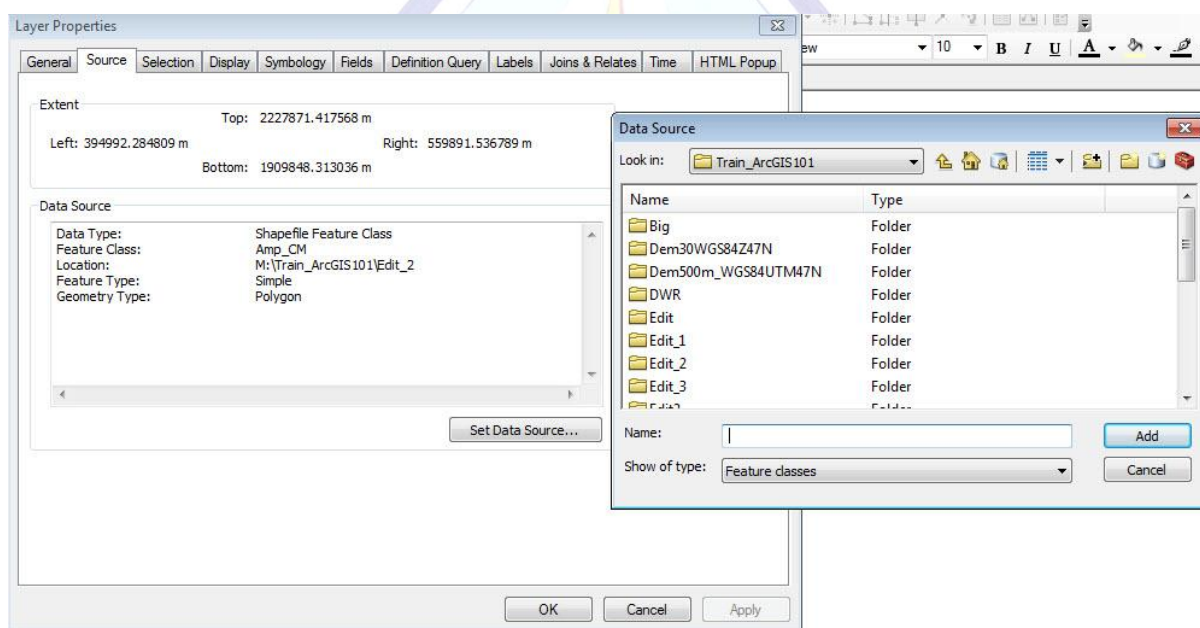 Layer Properties
General Source Selection Display Symbology Fields Definition Query Labels Joins & Relates Time HTML Popup
Extent
Top: 2227871.417568 m
Left: 394992.284809 m Right: 559891.536789 m
Bottom: 1909848.313036 m
Data Source
Data Type: Shapefile Feature Class
Feature Class: Amp_CM
Location: M:\Train_ArcGIS101\Edit_2
Feature Type: Simple
Geometry Type: Polygon
Set Data Source...
OK Cancel Apply
ew 10 B I U A
Data Source
Look in: Train_ArcGIS101
Name Type
Big Folder
Dem30WGS84Z47N Folder
Dem500m_WGS84UTM47N Folder
DWR Folder
Edit Folder
Edit_1 Folder
Edit_2 Folder
Edit_3 Folder
Name: Add
Show of type: Feature classes Cancel